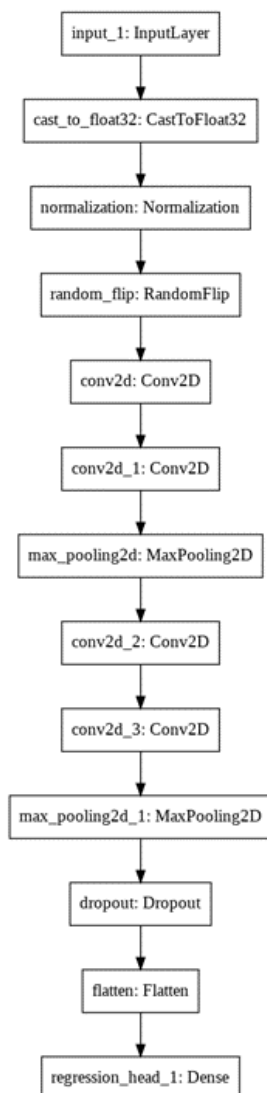 input_1: InputLayer
cast_to_float32: CastToFloat32
normalization: Normalization
random_flip: RandomFlip
conv2d: Conv2D
conv2d_1: Conv2D
max_pooling2d: MaxPooling2D
conv2d_2: Conv2D
conv2d_3: Conv2D
max_pooling2d_1: MaxPooling2D
dropout: Dropout
flatten: Flatten
regression_head_1: Dense